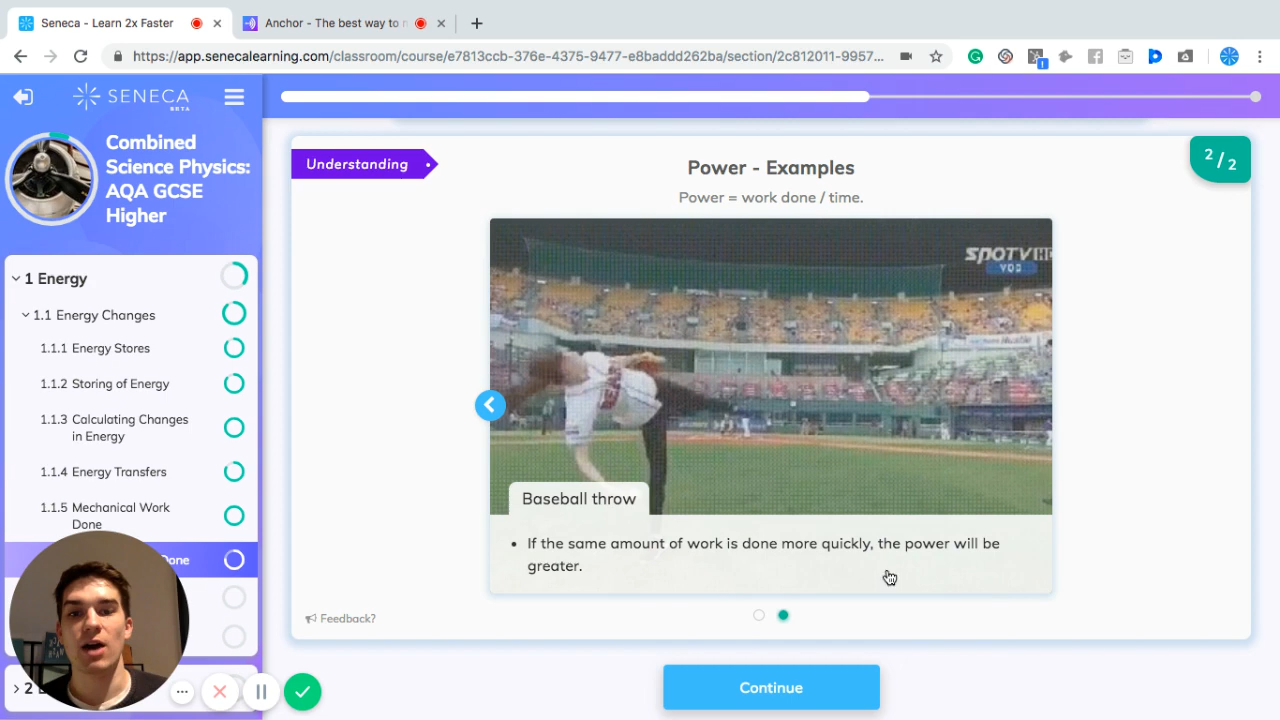 Seneca - Learn 2x Faster
Anchor - The best way to
https://app.senecalearning.com/classroom/course/e7813ccb-376e-4375-9477-e8baddd262ba/section/2c812011-9957...
SENECA
BETA
Combined
Science Physics:
AQA GCSE
Higher
1 Energy
1.1 Energy Changes
1.1.1 Energy Stores
1.1.2 Storing of Energy
1.1.3 Calculating Changes
in Energy
1.1.4 Energy Transfers
1.1.5 Mechanical Work
Done
Done
2
Understanding
Power - Examples
2/2
Power = work done / time.
SPOTV HD
Baseball throw
If the same amount of work is done more quickly, the power will be
greater.
Feedback?
Continue